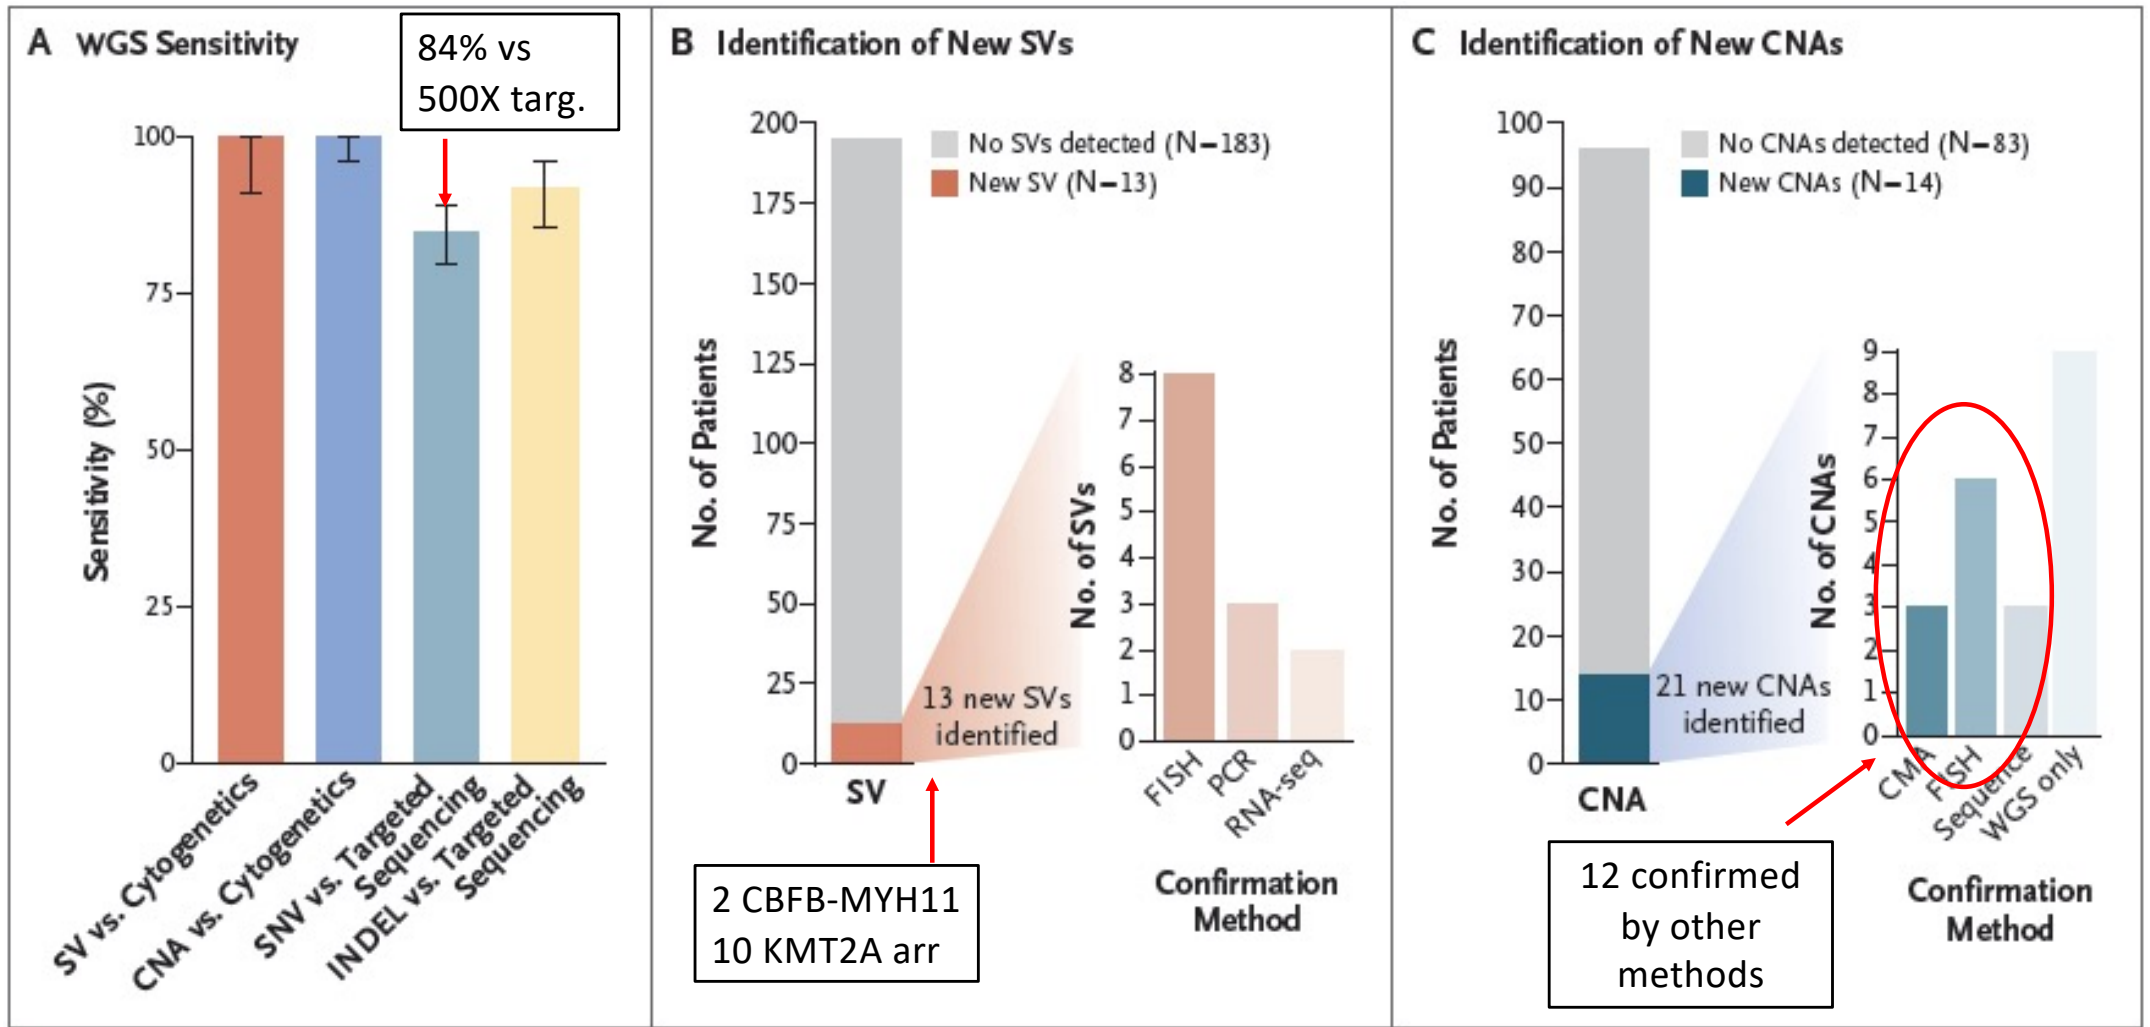 A WGS Sensitivity
84% vs
500X targ.
100
75
50
25
0
Sensitivity (%)
SV vs. Cytogenetics
CNA vs. Cytogenetics
SNV vs. Targeted
Sequencing
INDEL vs. Targeted
Sequencing
B Identification of New SVs
No SVs detected (N–183)
New SV (N–13)
200
175
150
125
100
75
50
25
0
No. of Patients
SV
13 new SVs
identified
8
7
6
5
4
3
2
1
0
No. of SVs
FISH
PCR
RNA-seq
Confirmation
Method
2 CBFB-MYH11
10 KMT2A arr
C Identification of New CNAs
No CNAs detected (N–83)
New CNAs (N–14)
100
90
80
70
60
50
40
30
20
10
0
No. of Patients
CNA
21 new CNAs
identified
9
8
7
6
5
4
3
2
1
0
No. of CNAs
CMA
FISH
Sequence
WGS only
Confirmation
Method
12 confirmed
by other
methods